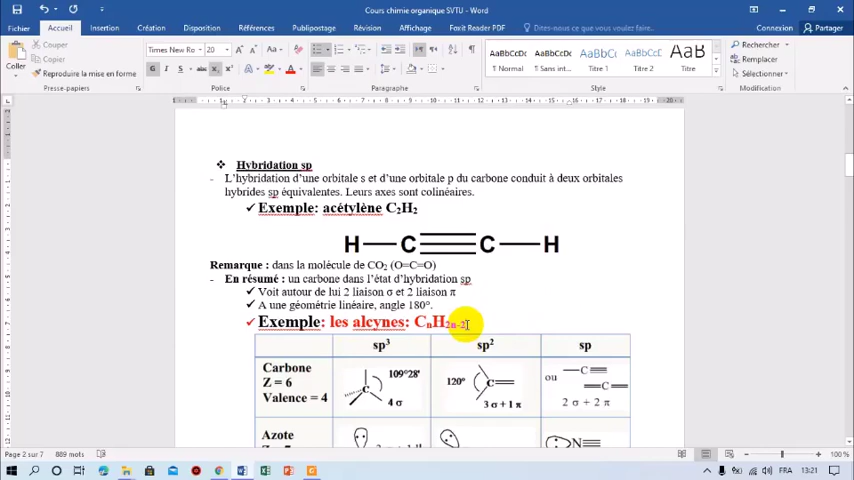 Cours chimie organique SVTU - Word
Fichier Accueil Insertion Création Disposition Références Publipostage Révision Affichage Foxit Reader PDF Dites-nous ce que vous voulez faire Connexion Partager
Coller
Couper
Copier
Reproduire la mise en forme
Times New Ro 20
G I S abc
AaBbCcDc AaBbCcDc AaBbCc AaBbCcC AaB
¶ Normal ¶ Sans int... Titre 1 Titre 2 Titre
Rechercher
Remplacer
Sélectionner
Presse-papiers Police Paragraphe Style Modification
Hybridation sp
- L'hybridation d'une orbitale s et d'une orbitale p du carbone conduit à deux orbitales
hybrides sp équivalentes. Leurs axes sont colinéaires.
✓ Exemple: acétylène C₂H₂
H C C H
Remarque : dans la molécule de CO₂ (O=C=O)
- En résumé : un carbone dans l'état d'hybridation sp
✓ Voit autour de lui 2 liaison σ et 2 liaison π
✓ A une géométrie linéaire, angle 180°.
✓ Exemple: les alcynes: CₙH₂ₙ₋₂
sp³ sp² sp
Carbone
Z = 6
Valence = 4
C 109°28'
4 σ
120° C
3 σ + 1 π
ou C
C
2 σ + 2 π
Azote
N
Page 2 sur 7 889 mots 100 %
FRA 13:21